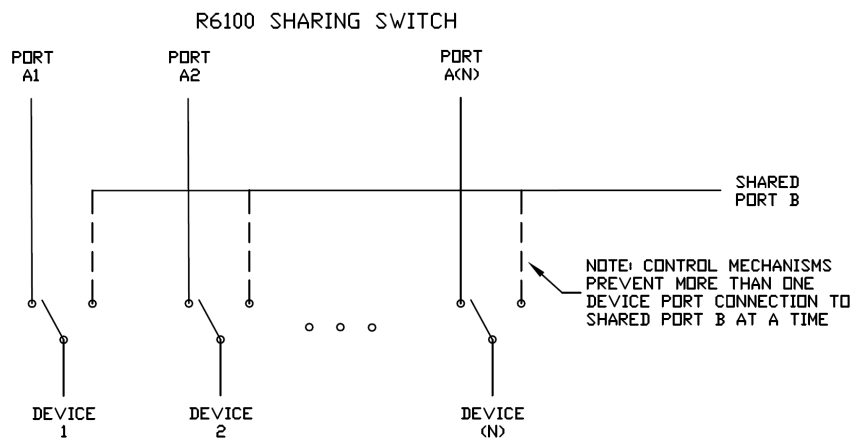 R6100 SHARING SWITCH
PORT
A1
PORT
A2
PORT
A(N)
SHARED
PORT B
NOTE: CONTROL MECHANISMS
PREVENT MORE THAN ONE
DEVICE PORT CONNECTION TO
SHARED PORT B AT A TIME
DEVICE
1
DEVICE
2
DEVICE
(N)